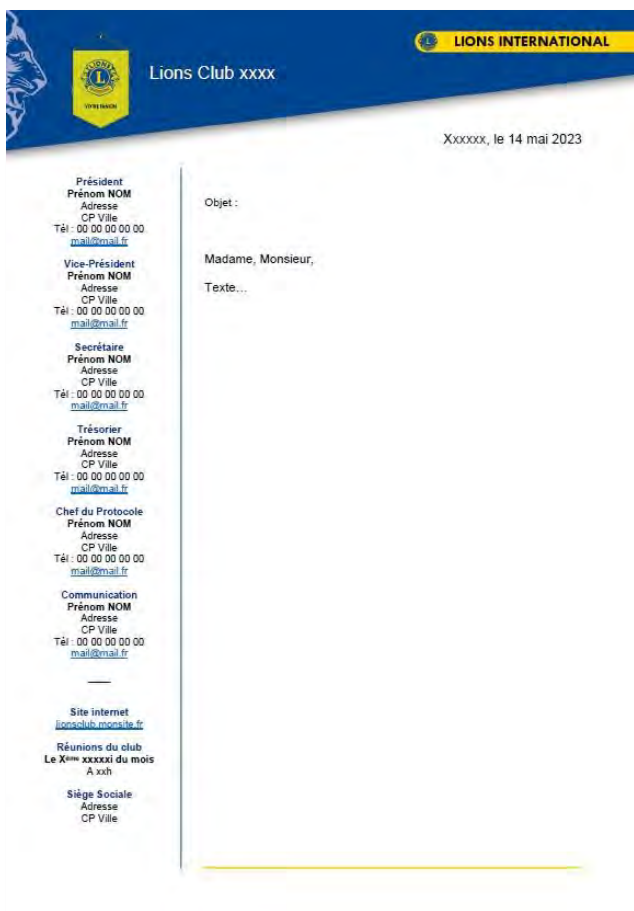 LIONS INTERNATIONAL
Lions Club xxxx
Xxxxxx, le 14 mai 2023
Président
Prénom NOM
Adresse
CP Ville
Tél : 00 00 00 00 00
mail@mail.fr
Vice-Président
Prénom NOM
Adresse
CP Ville
Tél : 00 00 00 00 00
mail@mail.fr
Secrétaire
Prénom NOM
Adresse
CP Ville
Tél : 00 00 00 00 00
mail@mail.fr
Trésorier
Prénom NOM
Adresse
CP Ville
Tél : 00 00 00 00 00
mail@mail.fr
Chef du Protocole
Prénom NOM
Adresse
CP Ville
Tél : 00 00 00 00 00
mail@mail.fr
Communication
Prénom NOM
Adresse
CP Ville
Tél : 00 00 00 00 00
mail@mail.fr
Site internet
lionsclub.monsite.fr
Réunions du club
Le Xème xxxxxi du mois
A xxh
Siège Sociale
Adresse
CP Ville
Objet :
Madame, Monsieur,
Texte…